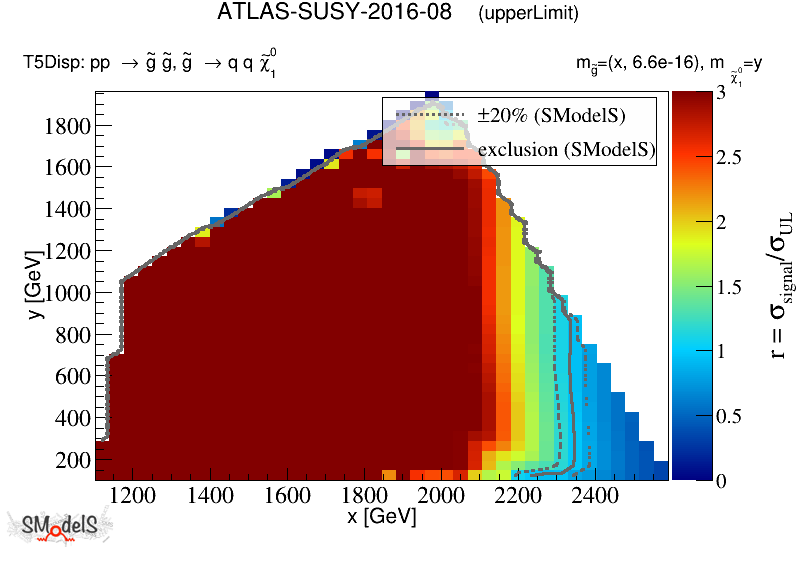 ATLAS-SUSY-2016-08 (upperLimit)
T5Disp: pp → g̃ g̃, g̃ → q q χ̃₁⁰
m_g̃=(x, 6.6e-16), m_χ̃₁⁰=y
±20% (SModelS)
exclusion (SModelS)
y [GeV]
1800
1600
1400
1200
1000
800
600
400
200
1200 1400 1600 1800 2000 2200 2400
x [GeV]
3
2.5
2
1.5
1
0.5
0
r = σ_signal/σ_UL
SModelS